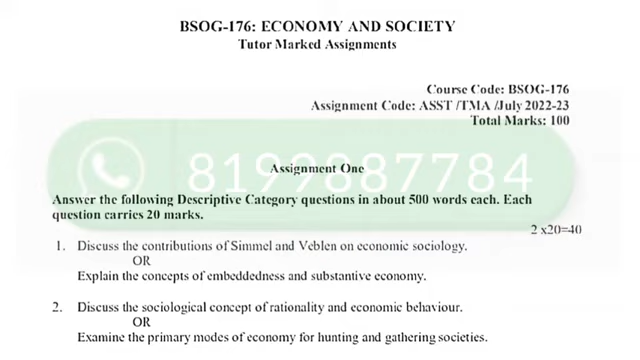 BSOG-176: ECONOMY AND SOCIETY
Tutor Marked Assignments
Course Code: BSOG-176
Assignment Code: ASST /TMA /July 2022-23
Total Marks: 100
8199887784
Assignment One
Answer the following Descriptive Category questions in about 500 words each. Each
question carries 20 marks.
2 x20=40
1. Discuss the contributions of Simmel and Veblen on economic sociology.
OR
Explain the concepts of embeddedness and substantive economy.
2. Discuss the sociological concept of rationality and economic behaviour.
OR
Examine the primary modes of economy for hunting and gathering societies.